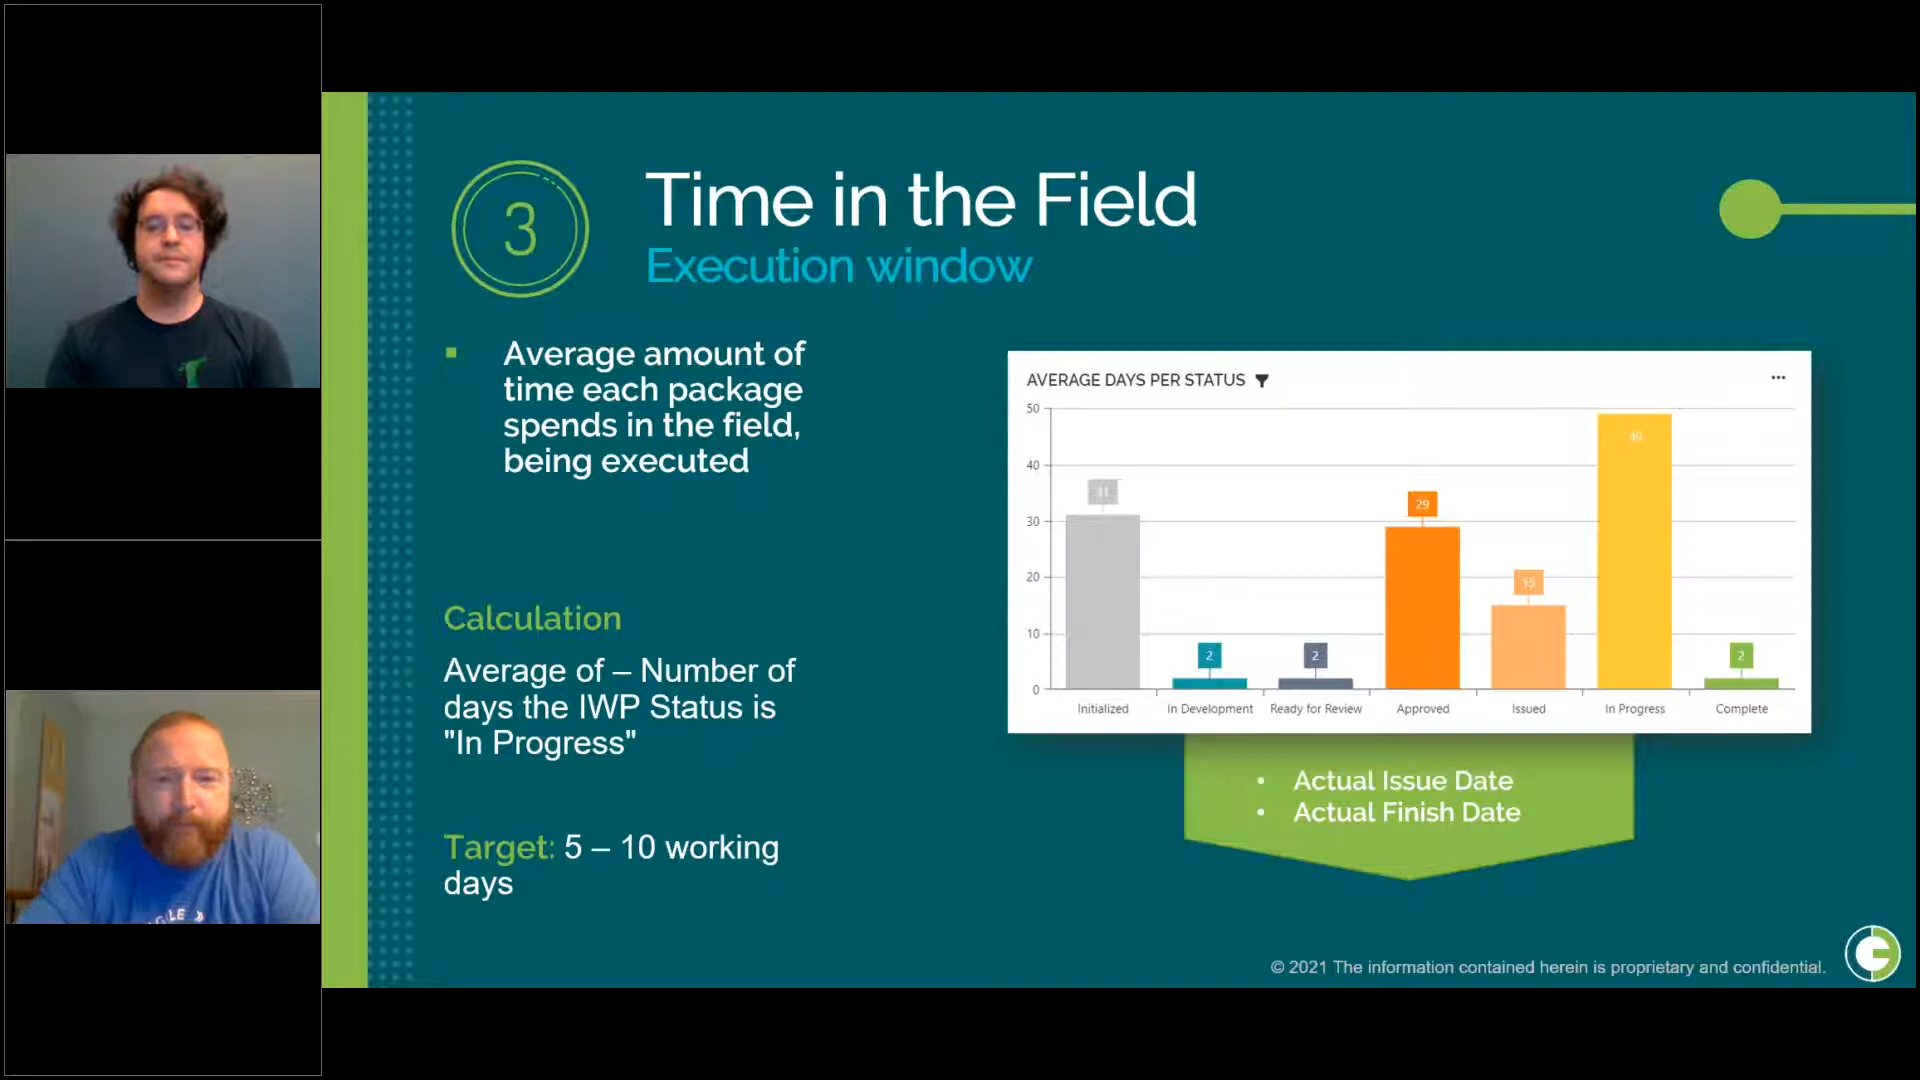 3
Time in the Field
Execution window
Average amount of
time each package
spends in the field,
being executed
Calculation
Average of – Number of
days the IWP Status is
"In Progress"
Target: 5 – 10 working
days
AVERAGE DAYS PER STATUS
50
40
30
20
10
0
31
2
2
29
15
49
2
Initialized
In Development
Ready for Review
Approved
Issued
In Progress
Complete
• Actual Issue Date
• Actual Finish Date
© 2021 The information contained herein is proprietary and confidential.